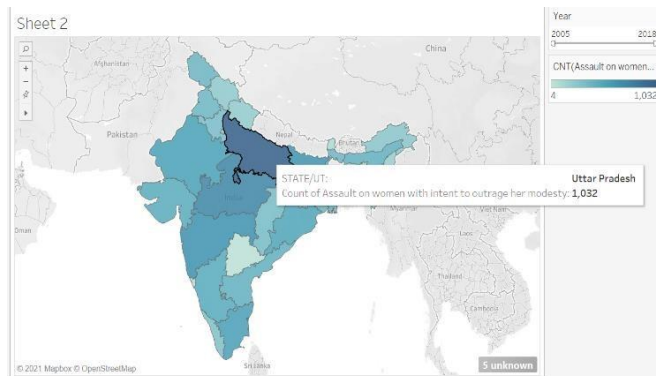 Sheet 2
Year
2005
2018
CNT(Assault on women...
4
1,032
Afghanistan
China
Pakistan
Nepal
Bhutan
India
STATE/UT:
Uttar Pradesh
Count of Assault on women with intent to outrage her modesty: 1,032
Oman
Myanmar
Viet Nam
Laos
Thailand
Cambodia
Sri Lanka
© 2021 Mapbox © OpenStreetMap
5 unknown